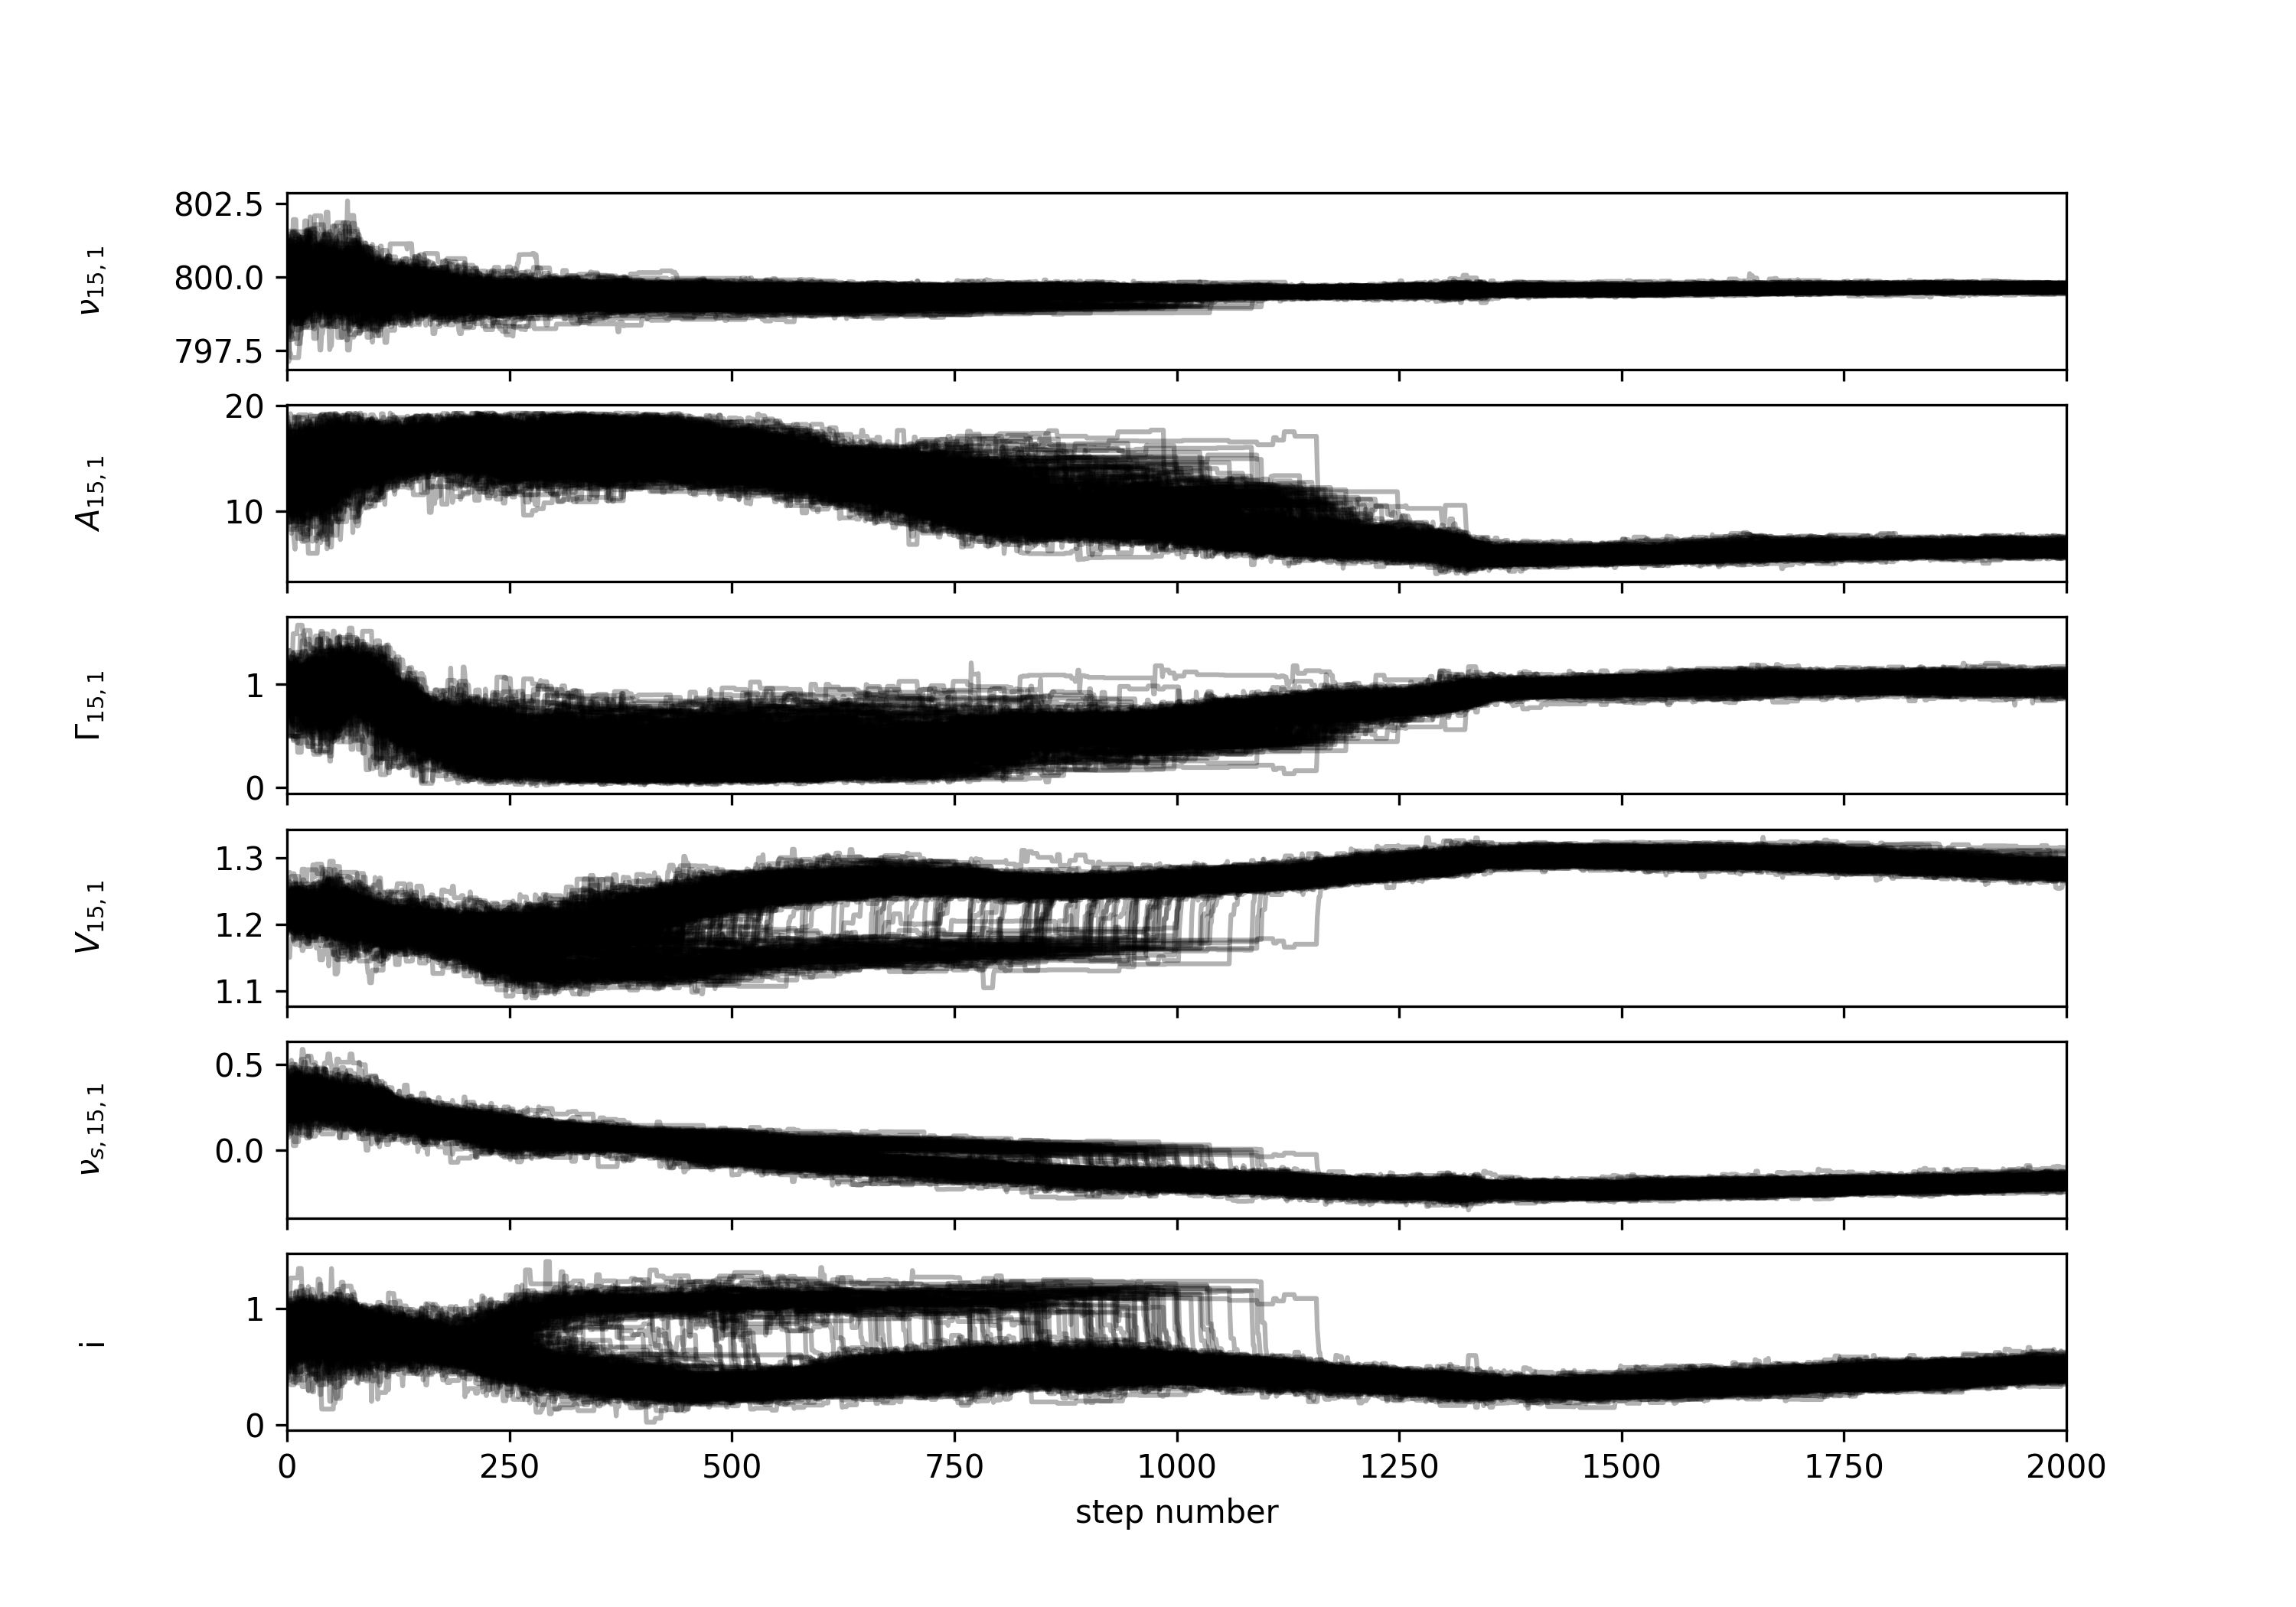 802.5
800.0
797.5
ν15, 1
20
10
A15, 1
1
0
Γ15, 1
1.3
1.2
1.1
V15, 1
0.5
0.0
νs, 15, 1
1
0
i
0 250 500 750 1000 1250 1500 1750 2000
step number